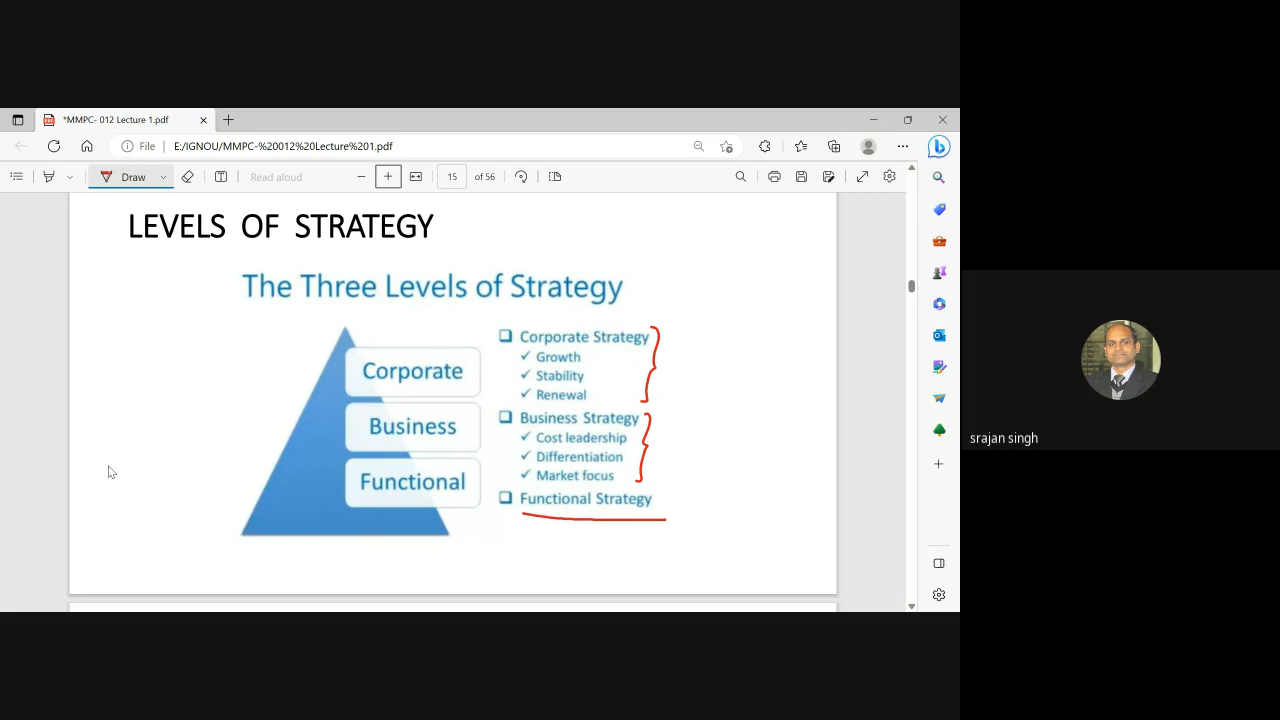 *MMPC- 012 Lecture 1.pdf
File E:/IGNOU/MMPC-%20012%20Lecture%201.pdf
Draw Read aloud 15 of 56
LEVELS OF STRATEGY
The Three Levels of Strategy
Corporate
Business
Functional
Corporate Strategy
Growth
Stability
Renewal
Business Strategy
Cost leadership
Differentiation
Market focus
Functional Strategy
srajan singh